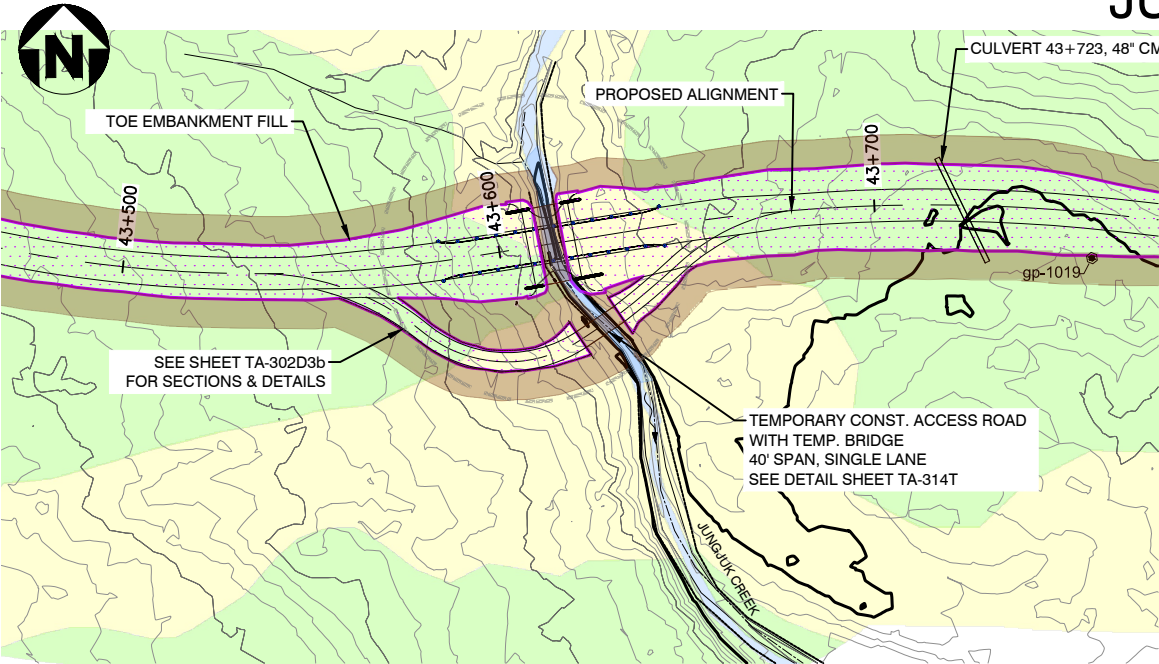 JU
N
CULVERT 43+723, 48" CM
PROPOSED ALIGNMENT
TOE EMBANKMENT FILL
43+500
43+600
43+700
gp-1019
SEE SHEET TA-302D3b
FOR SECTIONS & DETAILS
TEMPORARY CONST. ACCESS ROAD
WITH TEMP. BRIDGE
40' SPAN, SINGLE LANE
SEE DETAIL SHEET TA-314T
JUNGJUK CREEK